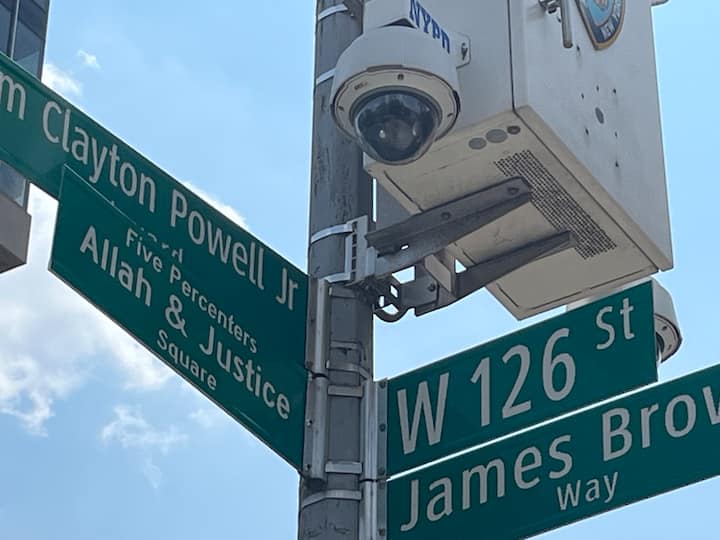 NYPD
m Clayton Powell Jr
Five Percenters
Allah & Justice
Square
W 126 St
James Brow
Way